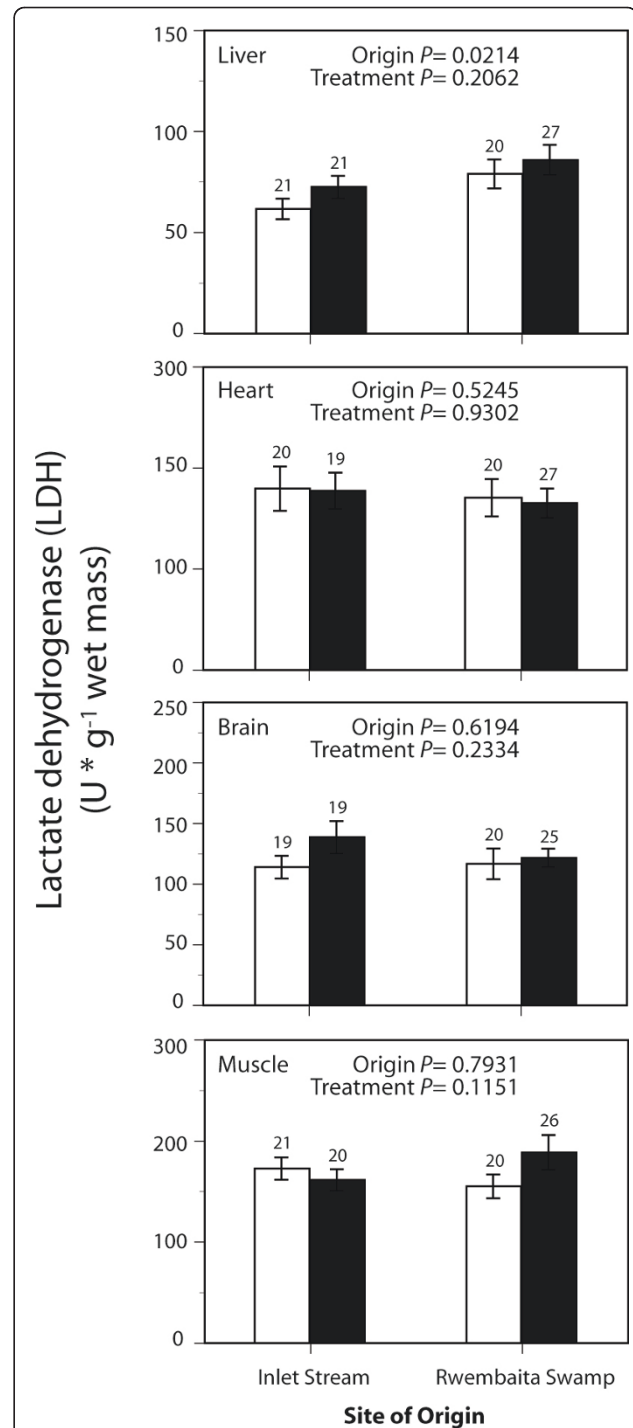 Lactate dehydrogenase (LDH)
(U * g-1 wet mass)
150
100
50
0
Liver
Origin P= 0.0214
Treatment P= 0.2062
21
21
20
27
300
150
100
0
Heart
Origin P= 0.5245
Treatment P= 0.9302
20
19
20
27
250
200
150
100
50
0
Brain
Origin P= 0.6194
Treatment P= 0.2334
19
19
20
25
300
200
100
0
Muscle
Origin P= 0.7931
Treatment P= 0.1151
21
20
20
26
Inlet Stream
Rwembaita Swamp
Site of Origin